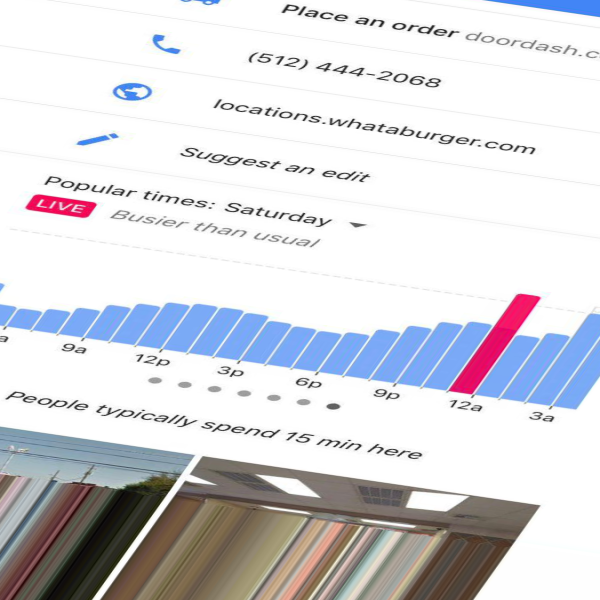 Place an order doordash.c
(512) 444-2068
locations.whataburger.com
Suggest an edit
Popular times: Saturday
LIVE Busier than usual
a 9a 12p 3p 6p 9p 12a 3a
People typically spend 15 min here